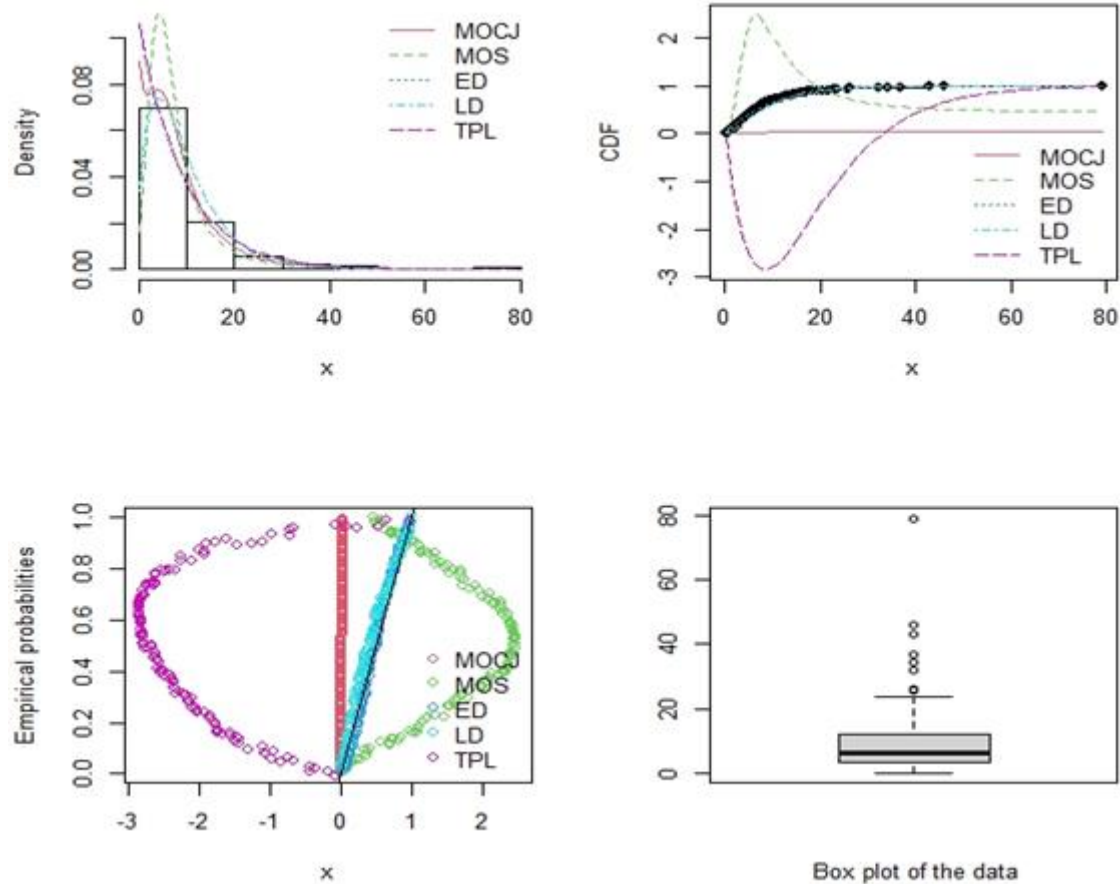 Density
0.00
0.04
0.08
0 20 40 60 80
x
MOCJ
MOS
ED
LD
TPL
CDF
-3
-2
-1
0
1
2
0 20 40 60 80
x
MOCJ
MOS
ED
LD
TPL
Empirical probabilities
0.0
0.2
0.4
0.6
0.8
1.0
-3 -2 -1 0 1 2
x
MOCJ
MOS
ED
LD
TPL
0
20
40
60
80
Box plot of the data